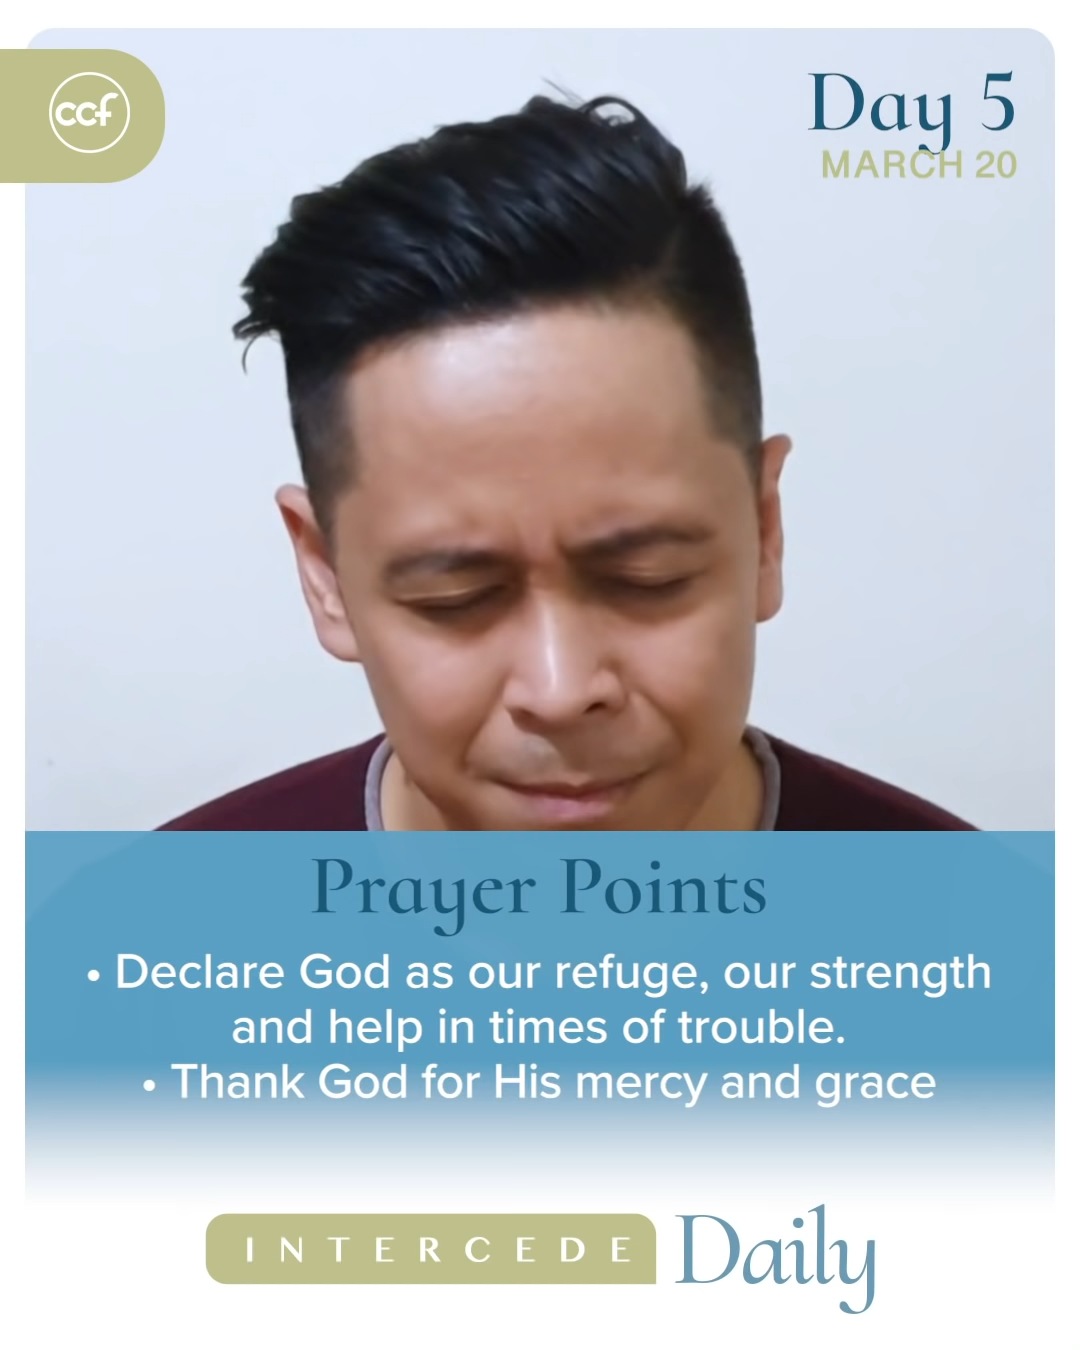 ccf
Day 5
MARCH 20
Prayer Points
• Declare God as our refuge, our strength
and help in times of trouble.
• Thank God for His mercy and grace
INTERCEDE Daily